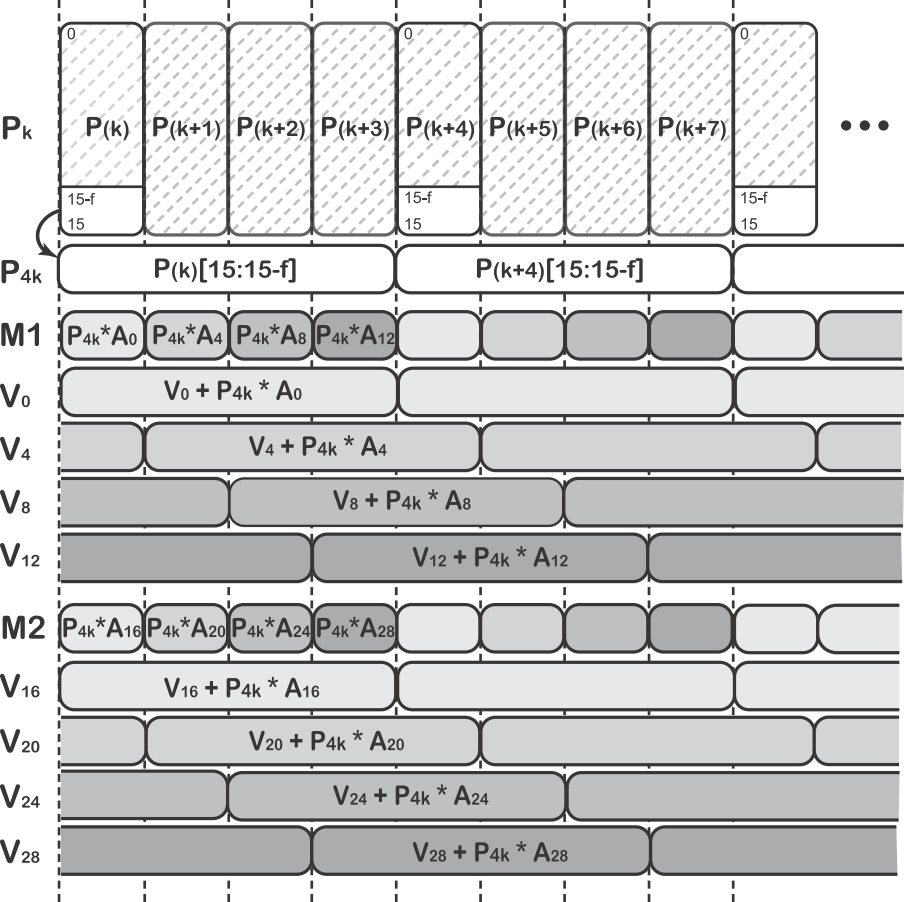 0 0 0
Pk P(k) P(k+1) P(k+2) P(k+3) P(k+4) P(k+5) P(k+6) P(k+7) •••
15-f 15-f 15-f
15 15 15
P4k P(k)[15:15-f] P(k+4)[15:15-f]
M1 P4k*A0 P4k*A4 P4k*A8 P4k*A12
V0 V0 + P4k * A0
V4 V4 + P4k * A4
V8 V8 + P4k * A8
V12 V12 + P4k * A12
M2 P4k*A16 P4k*A20 P4k*A24 P4k*A28
V16 V16 + P4k * A16
V20 V20 + P4k * A20
V24 V24 + P4k * A24
V28 V28 + P4k * A28